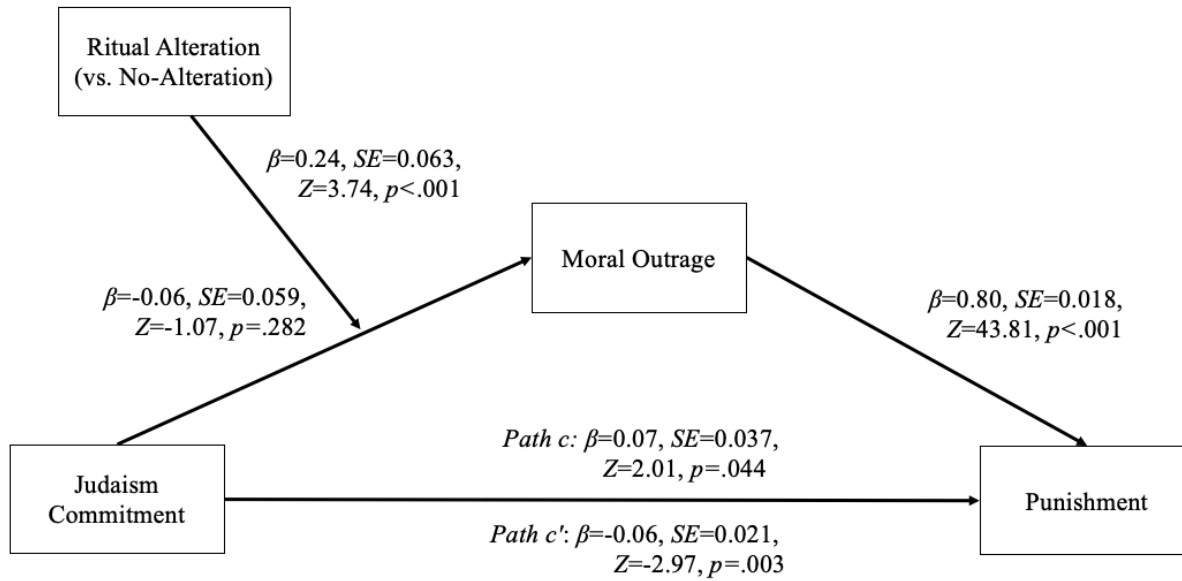 Ritual Alteration
(vs. No-Alteration)
β=0.24, SE=0.063,
Z=3.74, p<.001
Moral Outrage
β=-0.06, SE=0.059,
Z=-1.07, p=.282
β=0.80, SE=0.018,
Z=43.81, p<.001
Path c: β=0.07, SE=0.037,
Z=2.01, p=.044
Judaism
Commitment
Punishment
Path c': β=-0.06, SE=0.021,
Z=-2.97, p=.003